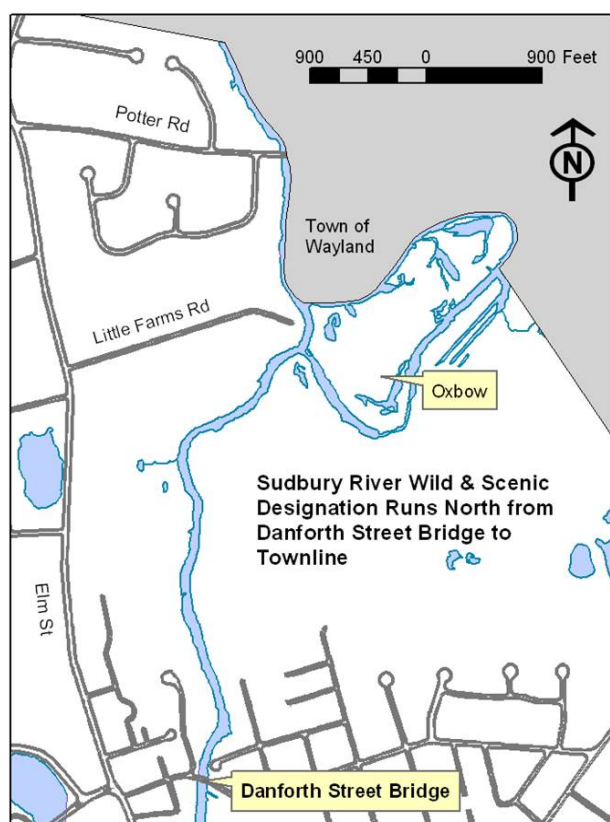 900 450 0 900 Feet
Potter Rd
N
Town of
Wayland
Little Farms Rd
Oxbow
Sudbury River Wild & Scenic
Designation Runs North from
Danforth Street Bridge to
Townline
Elm St
Danforth Street Bridge